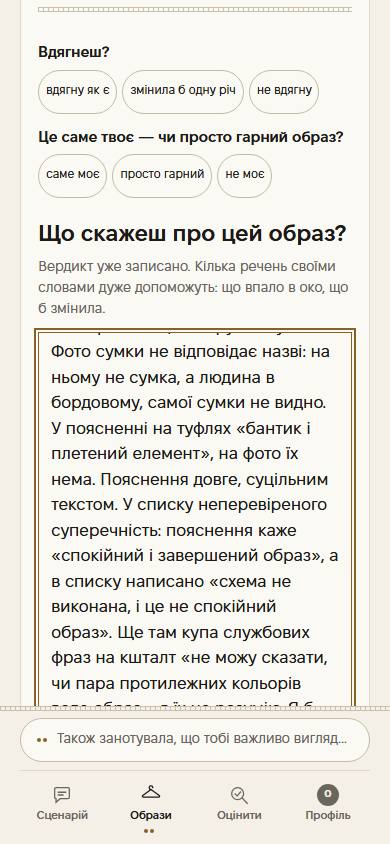 Вдягнеш?
вдягну як є
змінила б одну річ
не вдягну
Це саме твоє — чи просто гарний образ?
саме моє
просто гарний
не моє
Що скажеш про цей образ?
Вердикт уже записано. Кілька речень своїми
словами дуже допоможуть: що впало в око, що
б змінила.
Фото сумки не відповідає назві: на
ньому не сумка, а людина в
бордовому, самої сумки не видно.
У поясненні на туфлях «бантик і
плетений елемент», на фото їх
нема. Пояснення довге, суцільним
текстом. У списку неперевіреного
суперечність: пояснення каже
«спокійний і завершений образ», а
в списку написано «схема не
виконана, і це не спокійний
образ». Ще там купа службових
фраз на кшталт «не можу сказати,
чи пара протилежних кольорів
Також занотувала, що тобі важливо вигляд...
Сценарій
Образи
Оцінити
О
Профіль